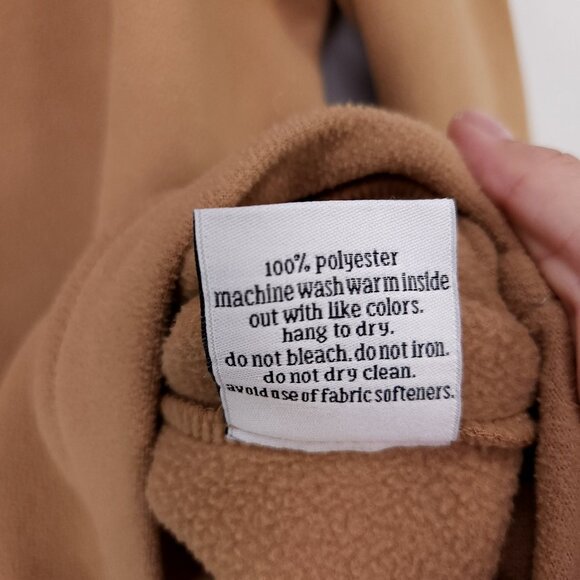 100% polyester
machine wash warm inside
out with like colors.
hang to dry.
do not bleach. do not iron.
do not dry clean.
avoid use of fabric softeners.